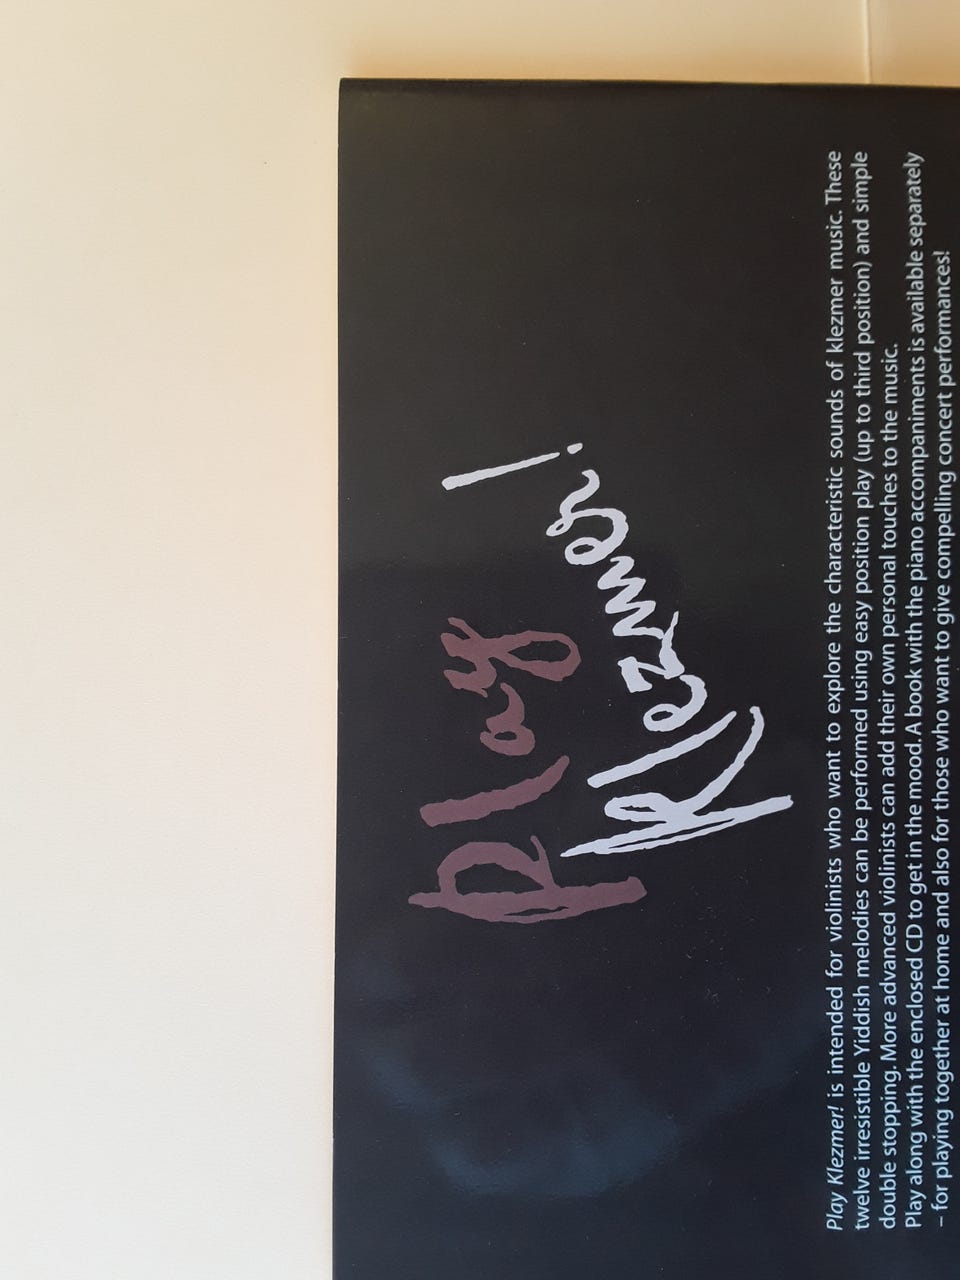 Play
Klezmer!
Play Klezmer! is intended for violinists who want to explore the characteristic sounds of klezmer music. These
twelve irresistible Yiddish melodies can be performed using easy position play (up to third position) and simple
double stopping. More advanced violinists can add their own personal touches to the music.
Play along with the enclosed CD to get in the mood. A book with the piano accompaniments is available separately
– for playing together at home and also for those who want to give compelling concert performances!